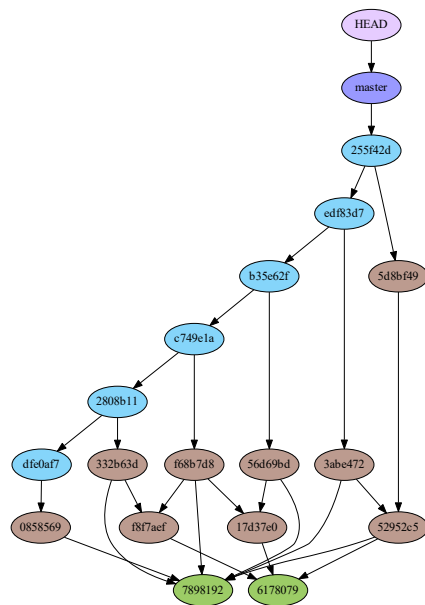 HEAD
master
255f42d
edf83d7
b35e62f
5d8bf49
c749e1a
2808b11
dfe0af7
332b63d
f68b7d8
56d69bd
3abe472
0858569
f8f7aef
17d37e0
52952c5
7898192
6178079